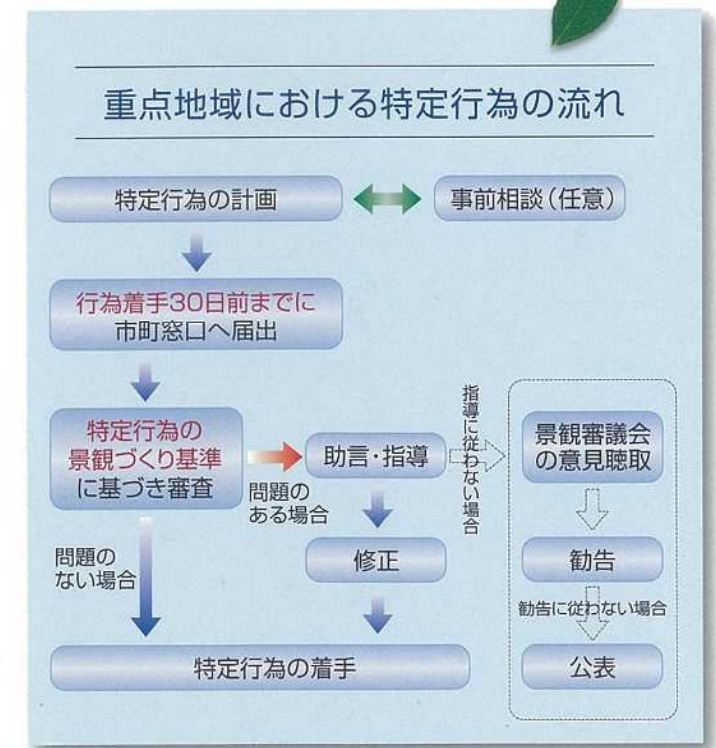 重点地域における特定行為の流れ
特定行為の計画
事前相談(任意)
行為着手30日前までに
市町窓口へ届出
特定行為の
景観づくり基準
に基づき審査
問題の
ある場合
助言・指導
指導に従わない場合
景観審議会
の意見聴取
問題の
ない場合
修正
勧告
勧告に従わない場合
特定行為の着手
公表